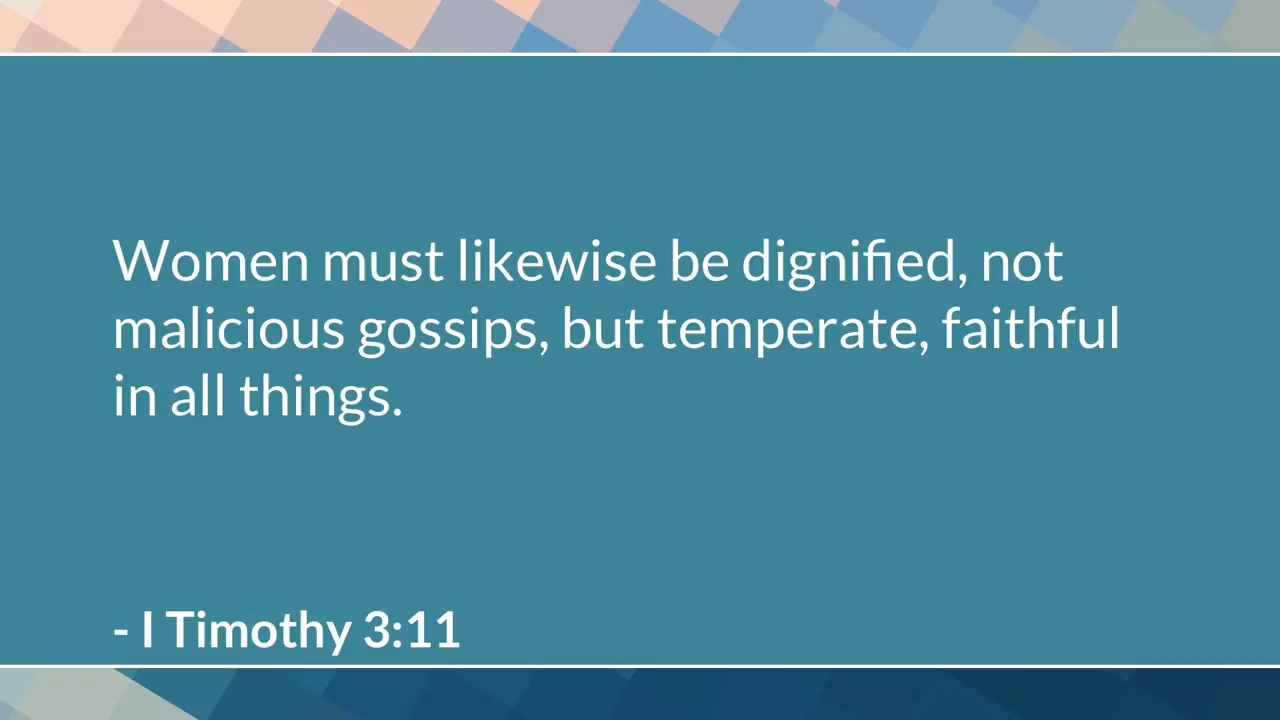 Women must likewise be dignified, not
malicious gossips, but temperate, faithful
in all things.
- I Timothy 3:11